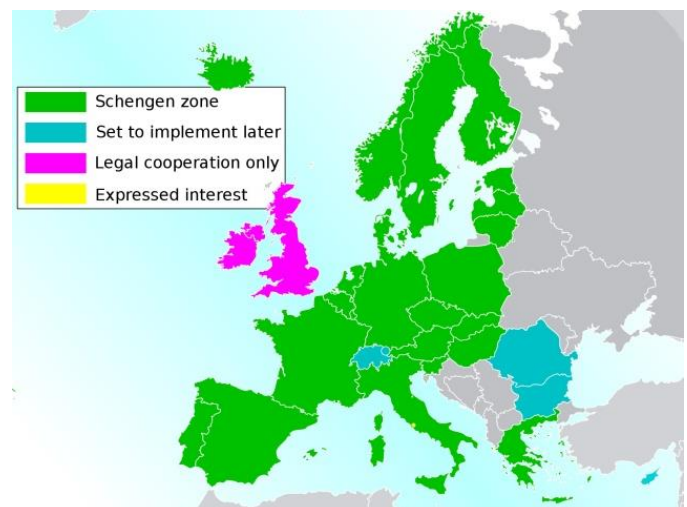 Schengen zone
Set to implement later
Legal cooperation only
Expressed interest